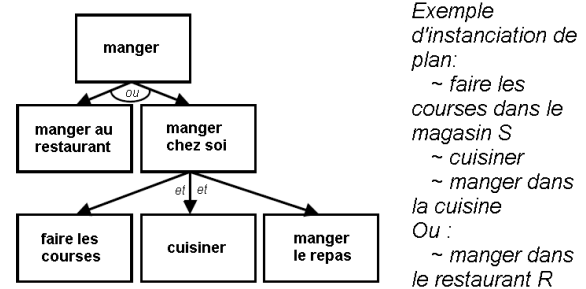 manger
ou
manger au
restaurant
manger
chez soi
et et
faire les
courses
cuisiner
manger
le repas
Exemple
d'instanciation de
plan:
~ faire les
courses dans le
magasin S
~ cuisiner
~ manger dans
la cuisine
Ou :
~ manger dans
le restaurant R